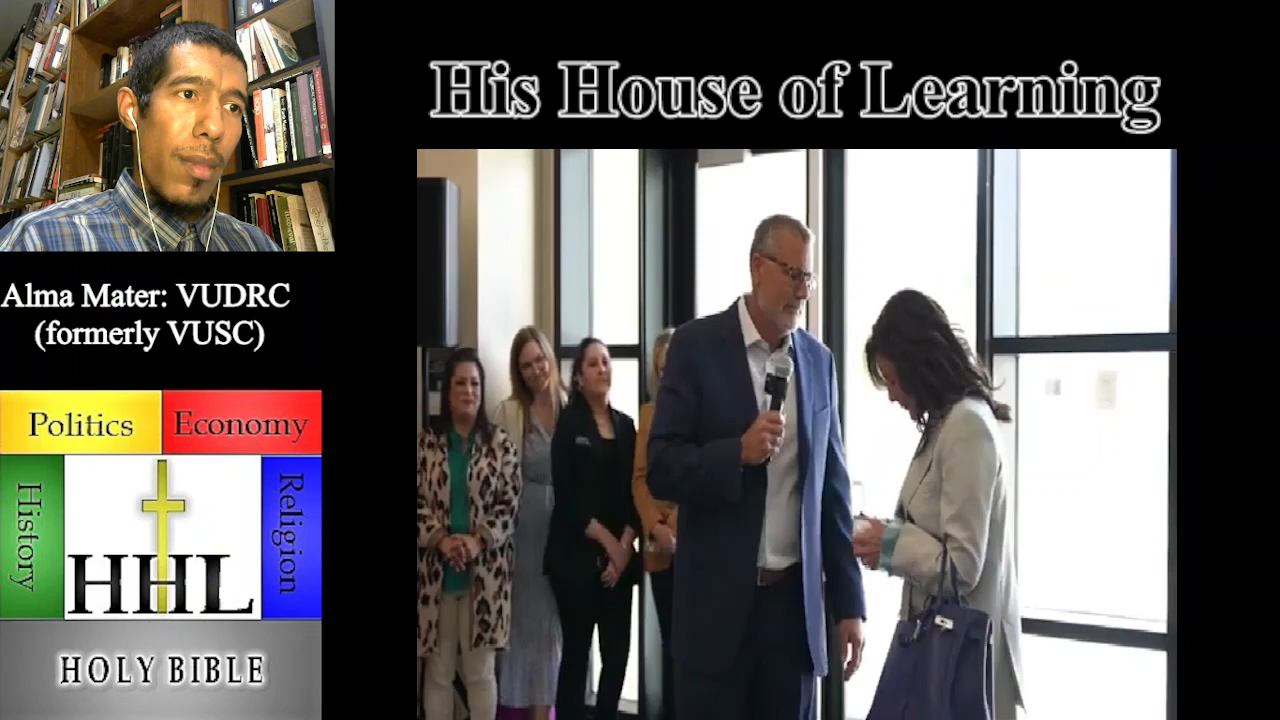 His House of Learning
Alma Mater: VUDRC
(formerly VUSC)
Politics
Economy
History
Religion
HHL
HOLY BIBLE